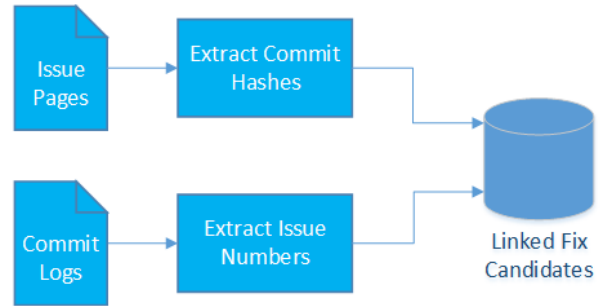 Issue
Pages
Extract Commit
Hashes
Commit
Logs
Extract Issue
Numbers
Linked Fix
Candidates